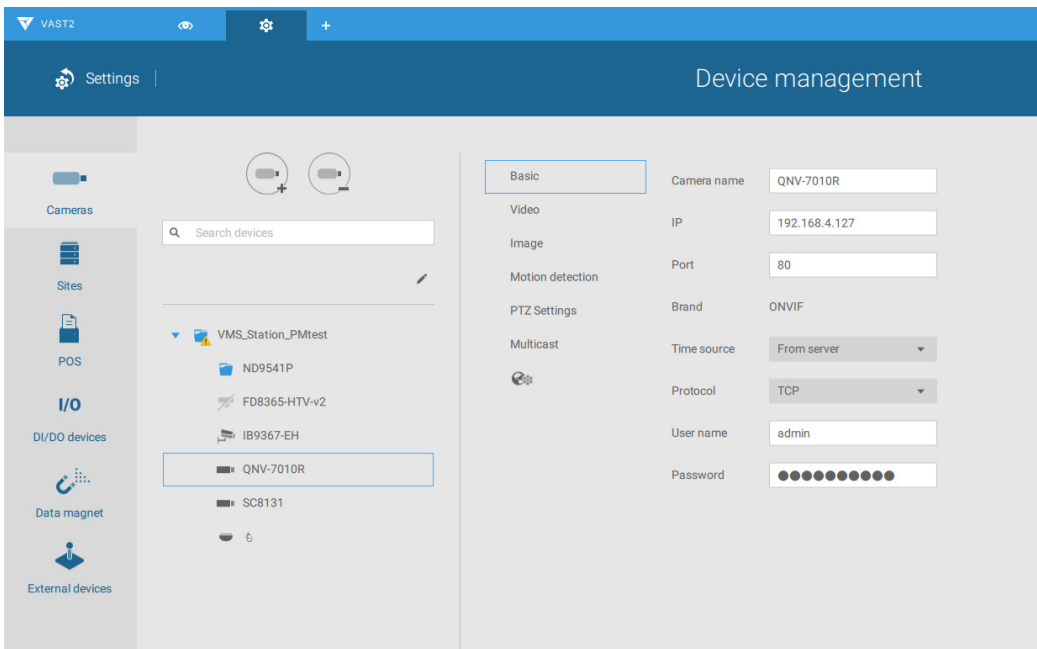 VAST2
+
Settings
Device management
Cameras
Sites
POS
I/O
DI/DO devices
Data magnet
External devices
Search devices
VMS_Station_PMtest
ND9541P
FD8365-HTV-v2
IB9367-EH
QNV-7010R
SC8131
Basic
Video
Image
Motion detection
PTZ Settings
Multicast
Camera name QNV-7010R
IP 192.168.4.127
Port 80
Brand ONVIF
Time source From server
Protocol TCP
User name admin
Password ●●●●●●●●●●